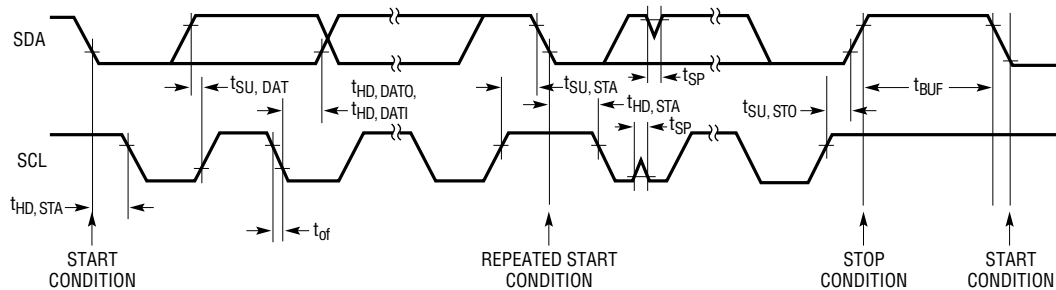 SDA
tSU, DAT
tHD, DATO,
tHD, DATI
tSU, STA
tHD, STA
tSP
tSP
tSU, STO
tBUF
SCL
tHD, STA
tof
START
CONDITION
REPEATED START
CONDITION
STOP
CONDITION
START
CONDITION